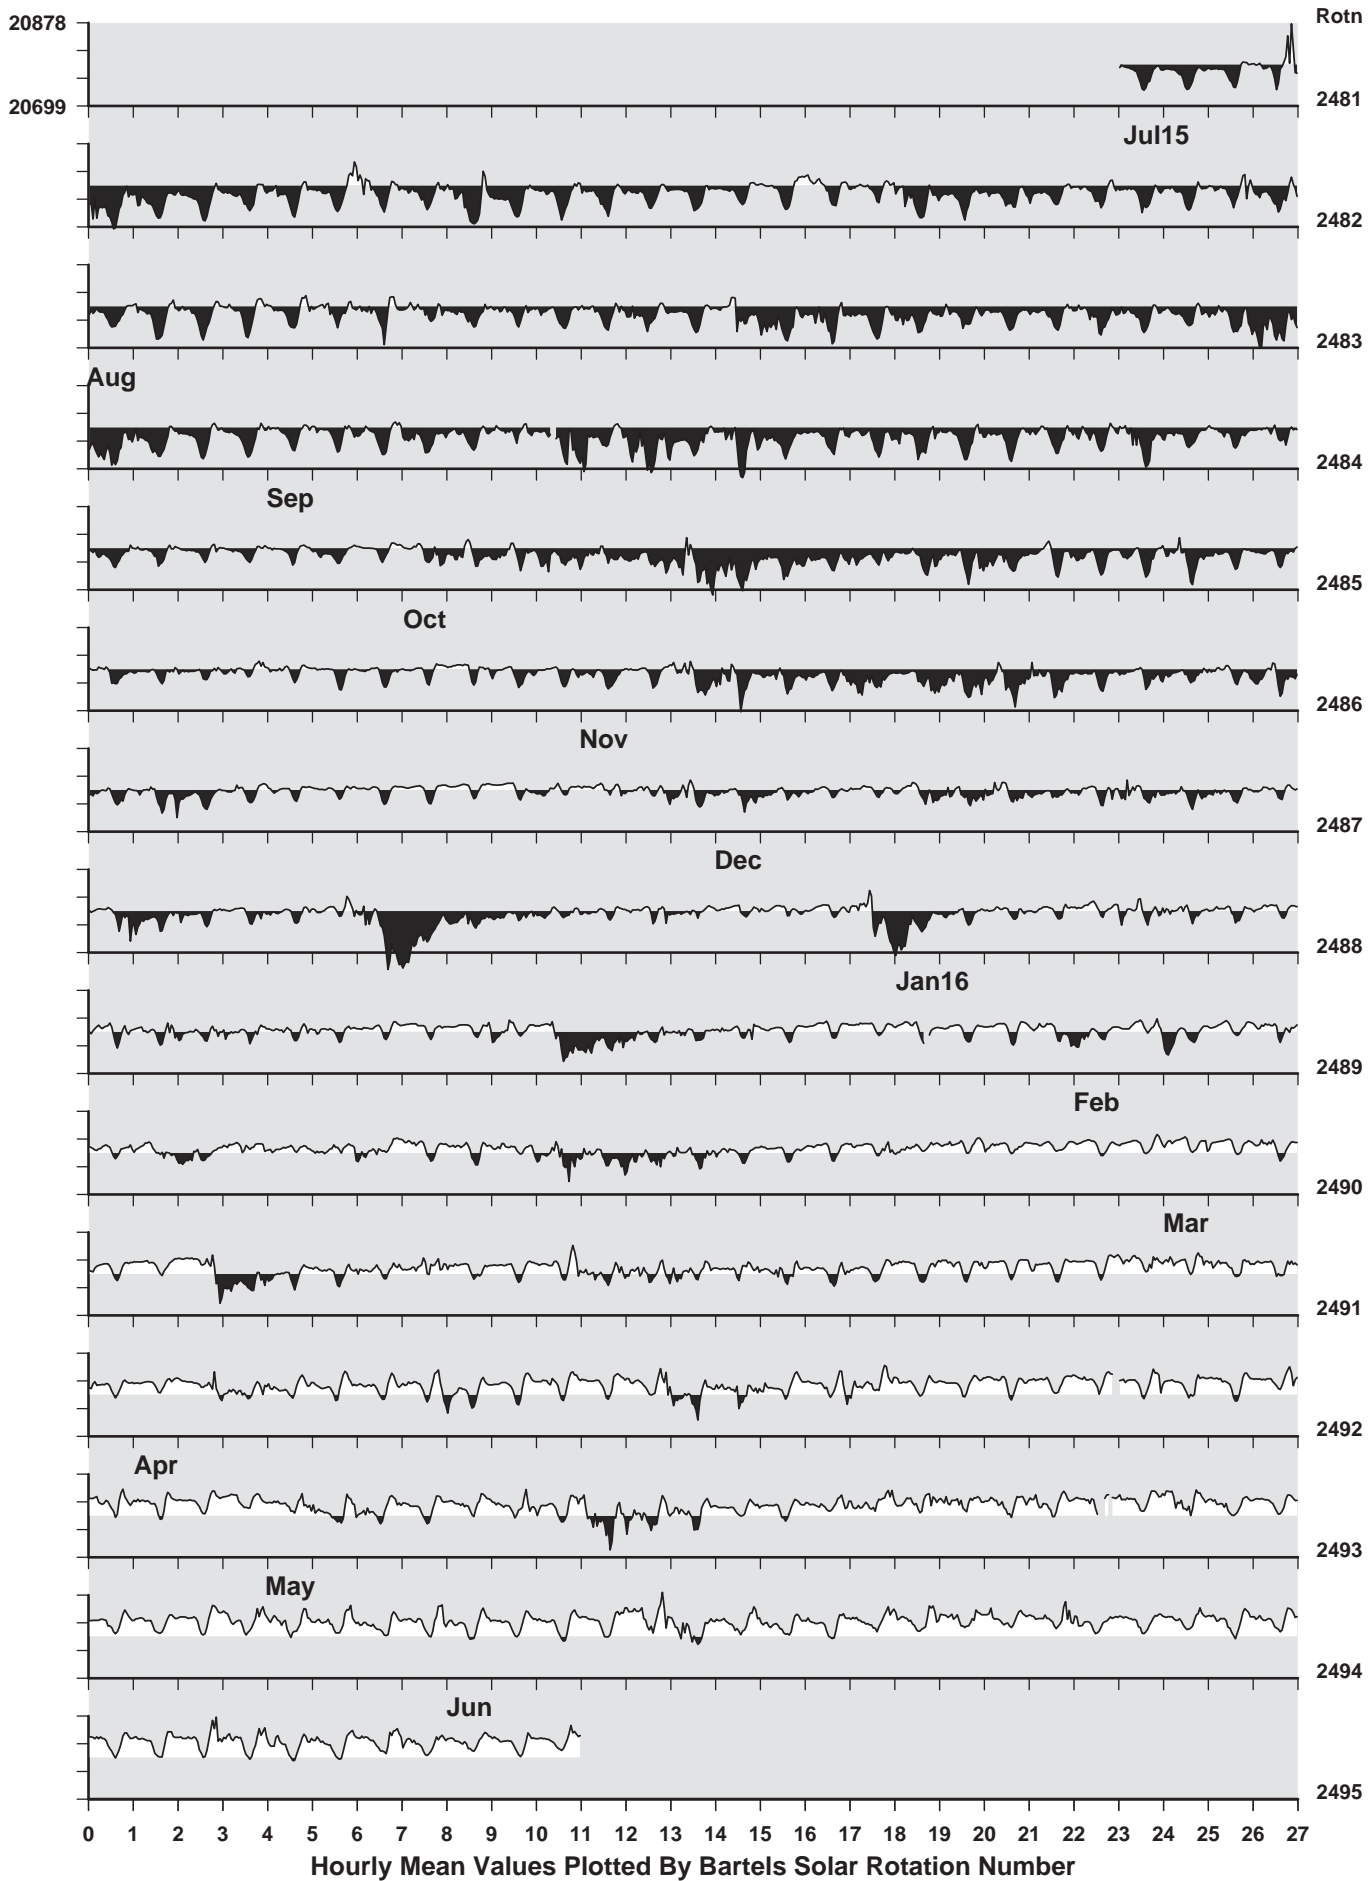 20878
Rotn
20699
2481
Jul15
2482
2483
Aug
2484
Sep
2485
Oct
2486
Nov
2487
Dec
2488
Jan16
2489
Feb
2490
Mar
2491
2492
Apr
2493
May
2494
Jun
2495
0 1 2 3 4 5 6 7 8 9 10 11 12 13 14 15 16 17 18 19 20 21 22 23 24 25 26 27
Hourly Mean Values Plotted By Bartels Solar Rotation Number